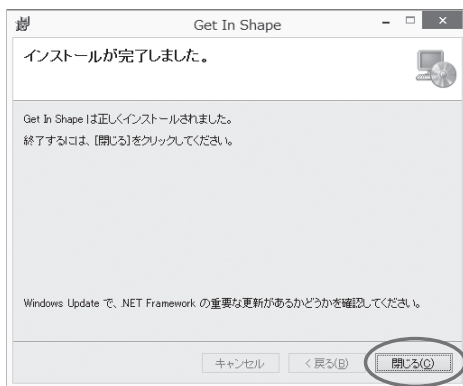 Get In Shape
インストールが完了しました。
Get In Shape は正しくインストールされました。
終了するには、[閉じる]をクリックしてください。
Windows Update で、.NET Framework の重要な更新があるかどうかを確認してください。
キャンセル
< 戻る(B)
閉じる(C)